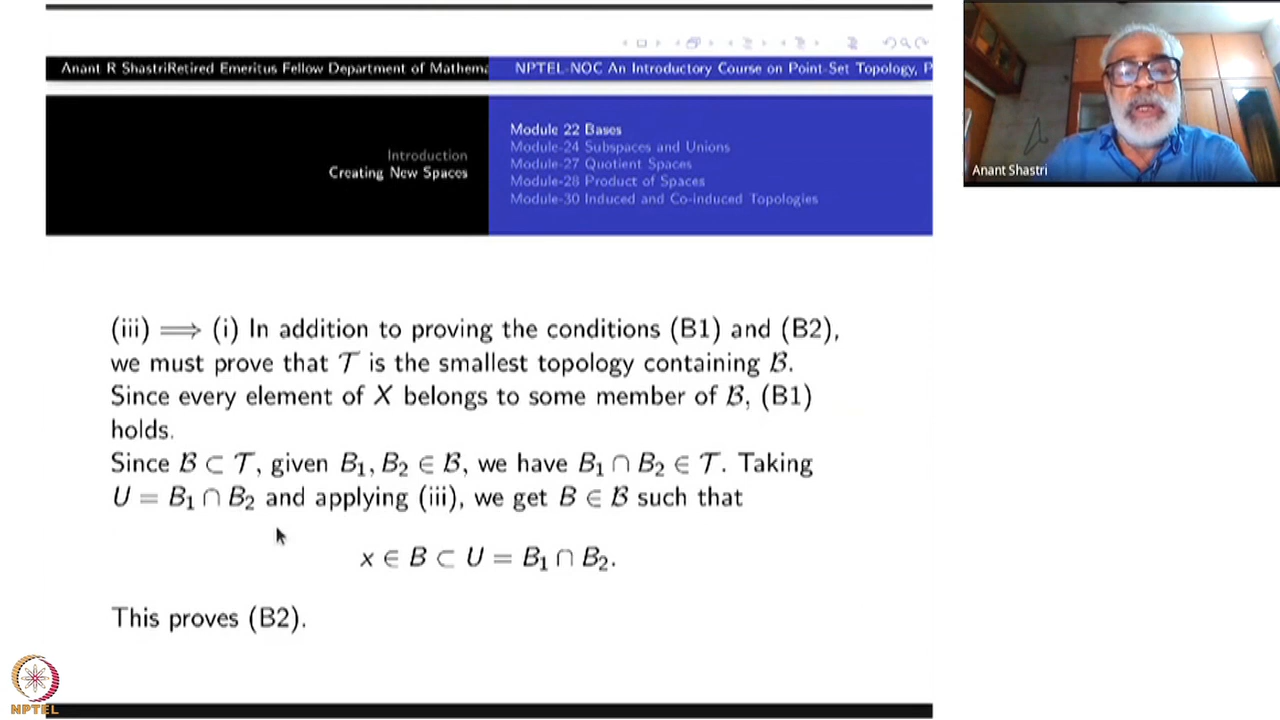 Anant R ShastriRetired Emeritus Fellow Department of Mathema
NPTEL-NOC An Introductory Course on Point-Set Topology, P
Introduction
Creating New Spaces
Module 22 Bases
Module-24 Subspaces and Unions
Module-27 Quotient Spaces
Module-28 Product of Spaces
Module-30 Induced and Co-induced Topologies
Anant Shastri
(iii) ⟹ (i) In addition to proving the conditions (B1) and (B2),
we must prove that 𝒯 is the smallest topology containing ℬ.
Since every element of X belongs to some member of ℬ, (B1)
holds.
Since ℬ ⊂ 𝒯, given B₁, B₂ ∈ ℬ, we have B₁ ∩ B₂ ∈ 𝒯. Taking
U = B₁ ∩ B₂ and applying (iii), we get B ∈ ℬ such that
x ∈ B ⊂ U = B₁ ∩ B₂.
This proves (B2).
NPTEL